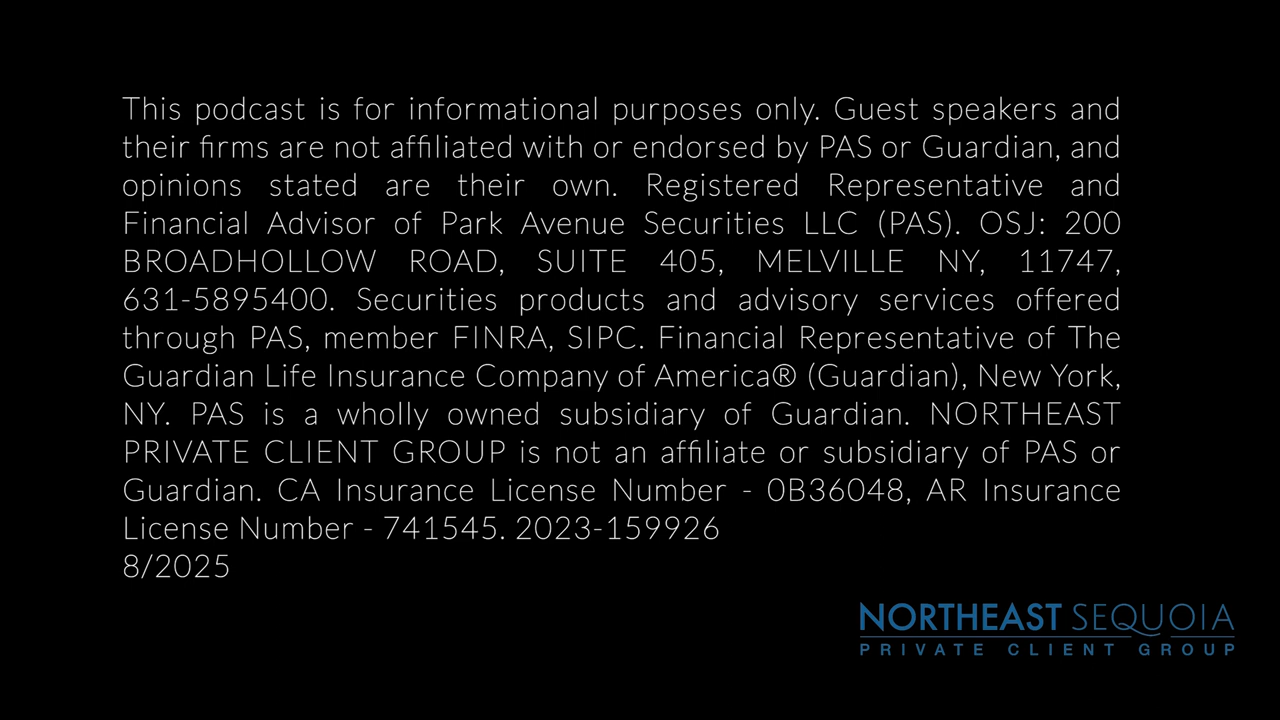 This podcast is for informational purposes only. Guest speakers and
their firms are not affiliated with or endorsed by PAS or Guardian, and
opinions stated are their own. Registered Representative and
Financial Advisor of Park Avenue Securities LLC (PAS). OSJ: 200
BROADHOLLOW ROAD, SUITE 405, MELVILLE NY, 11747,
631-5895400. Securities products and advisory services offered
through PAS, member FINRA, SIPC. Financial Representative of The
Guardian Life Insurance Company of America® (Guardian), New York,
NY. PAS is a wholly owned subsidiary of Guardian. NORTHEAST
PRIVATE CLIENT GROUP is not an affiliate or subsidiary of PAS or
Guardian. CA Insurance License Number - 0B36048, AR Insurance
License Number - 741545. 2023-159926
8/2025
NORTHEAST SEQUOIA
PRIVATE CLIENT GROUP